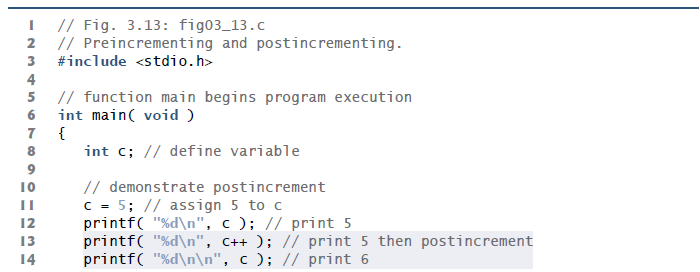 1 // Fig. 3.13: fig03_13.c
2 // Preincrementing and postincrementing.
3 #include <stdio.h>
4
5 // function main begins program execution
6 int main( void )
7 {
8    int c; // define variable
9
10    // demonstrate postincrement
11    c = 5; // assign 5 to c
12    printf( "%d\n", c ); // print 5
13    printf( "%d\n", c++ ); // print 5 then postincrement
14    printf( "%d\n\n", c ); // print 6